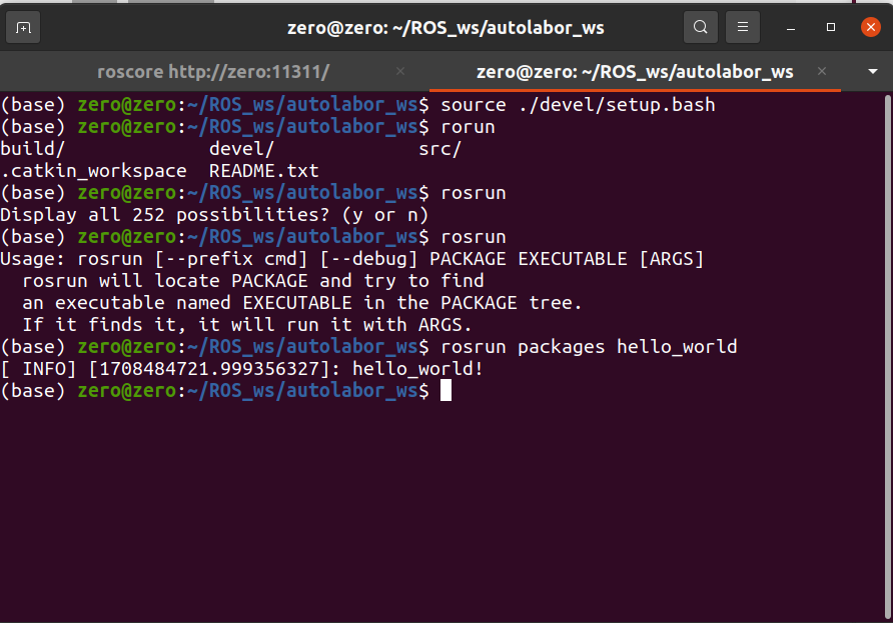 zero@zero: ~/ROS_ws/autolabor_ws
roscore http://zero:11311/
zero@zero: ~/ROS_ws/autolabor_ws
(base) zero@zero:~/ROS_ws/autolabor_ws$ source ./devel/setup.bash
(base) zero@zero:~/ROS_ws/autolabor_ws$ rorun
build/ devel/ src/
.catkin_workspace README.txt
(base) zero@zero:~/ROS_ws/autolabor_ws$ rosrun
Display all 252 possibilities? (y or n)
(base) zero@zero:~/ROS_ws/autolabor_ws$ rosrun
Usage: rosrun [--prefix cmd] [--debug] PACKAGE EXECUTABLE [ARGS]
rosrun will locate PACKAGE and try to find
an executable named EXECUTABLE in the PACKAGE tree.
If it finds it, it will run it with ARGS.
(base) zero@zero:~/ROS_ws/autolabor_ws$ rosrun packages hello_world
[ INFO] [1708484721.999356327]: hello_world!
(base) zero@zero:~/ROS_ws/autolabor_ws$